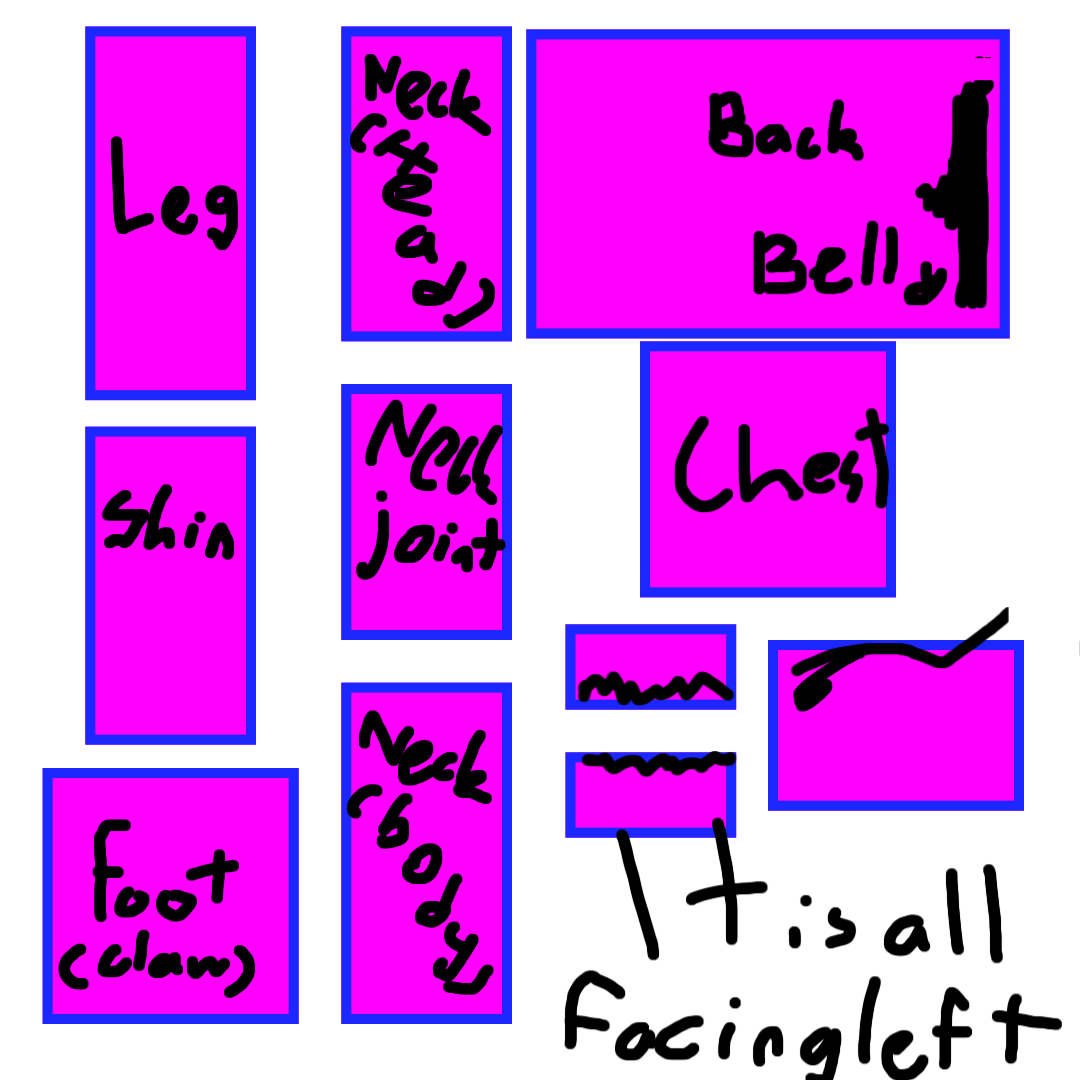 Leg
Shin
Foot
(claw)
Neck
(head)
Neck
joint
Neck
(body)
Back
Belly
Chest
It is all
facing left